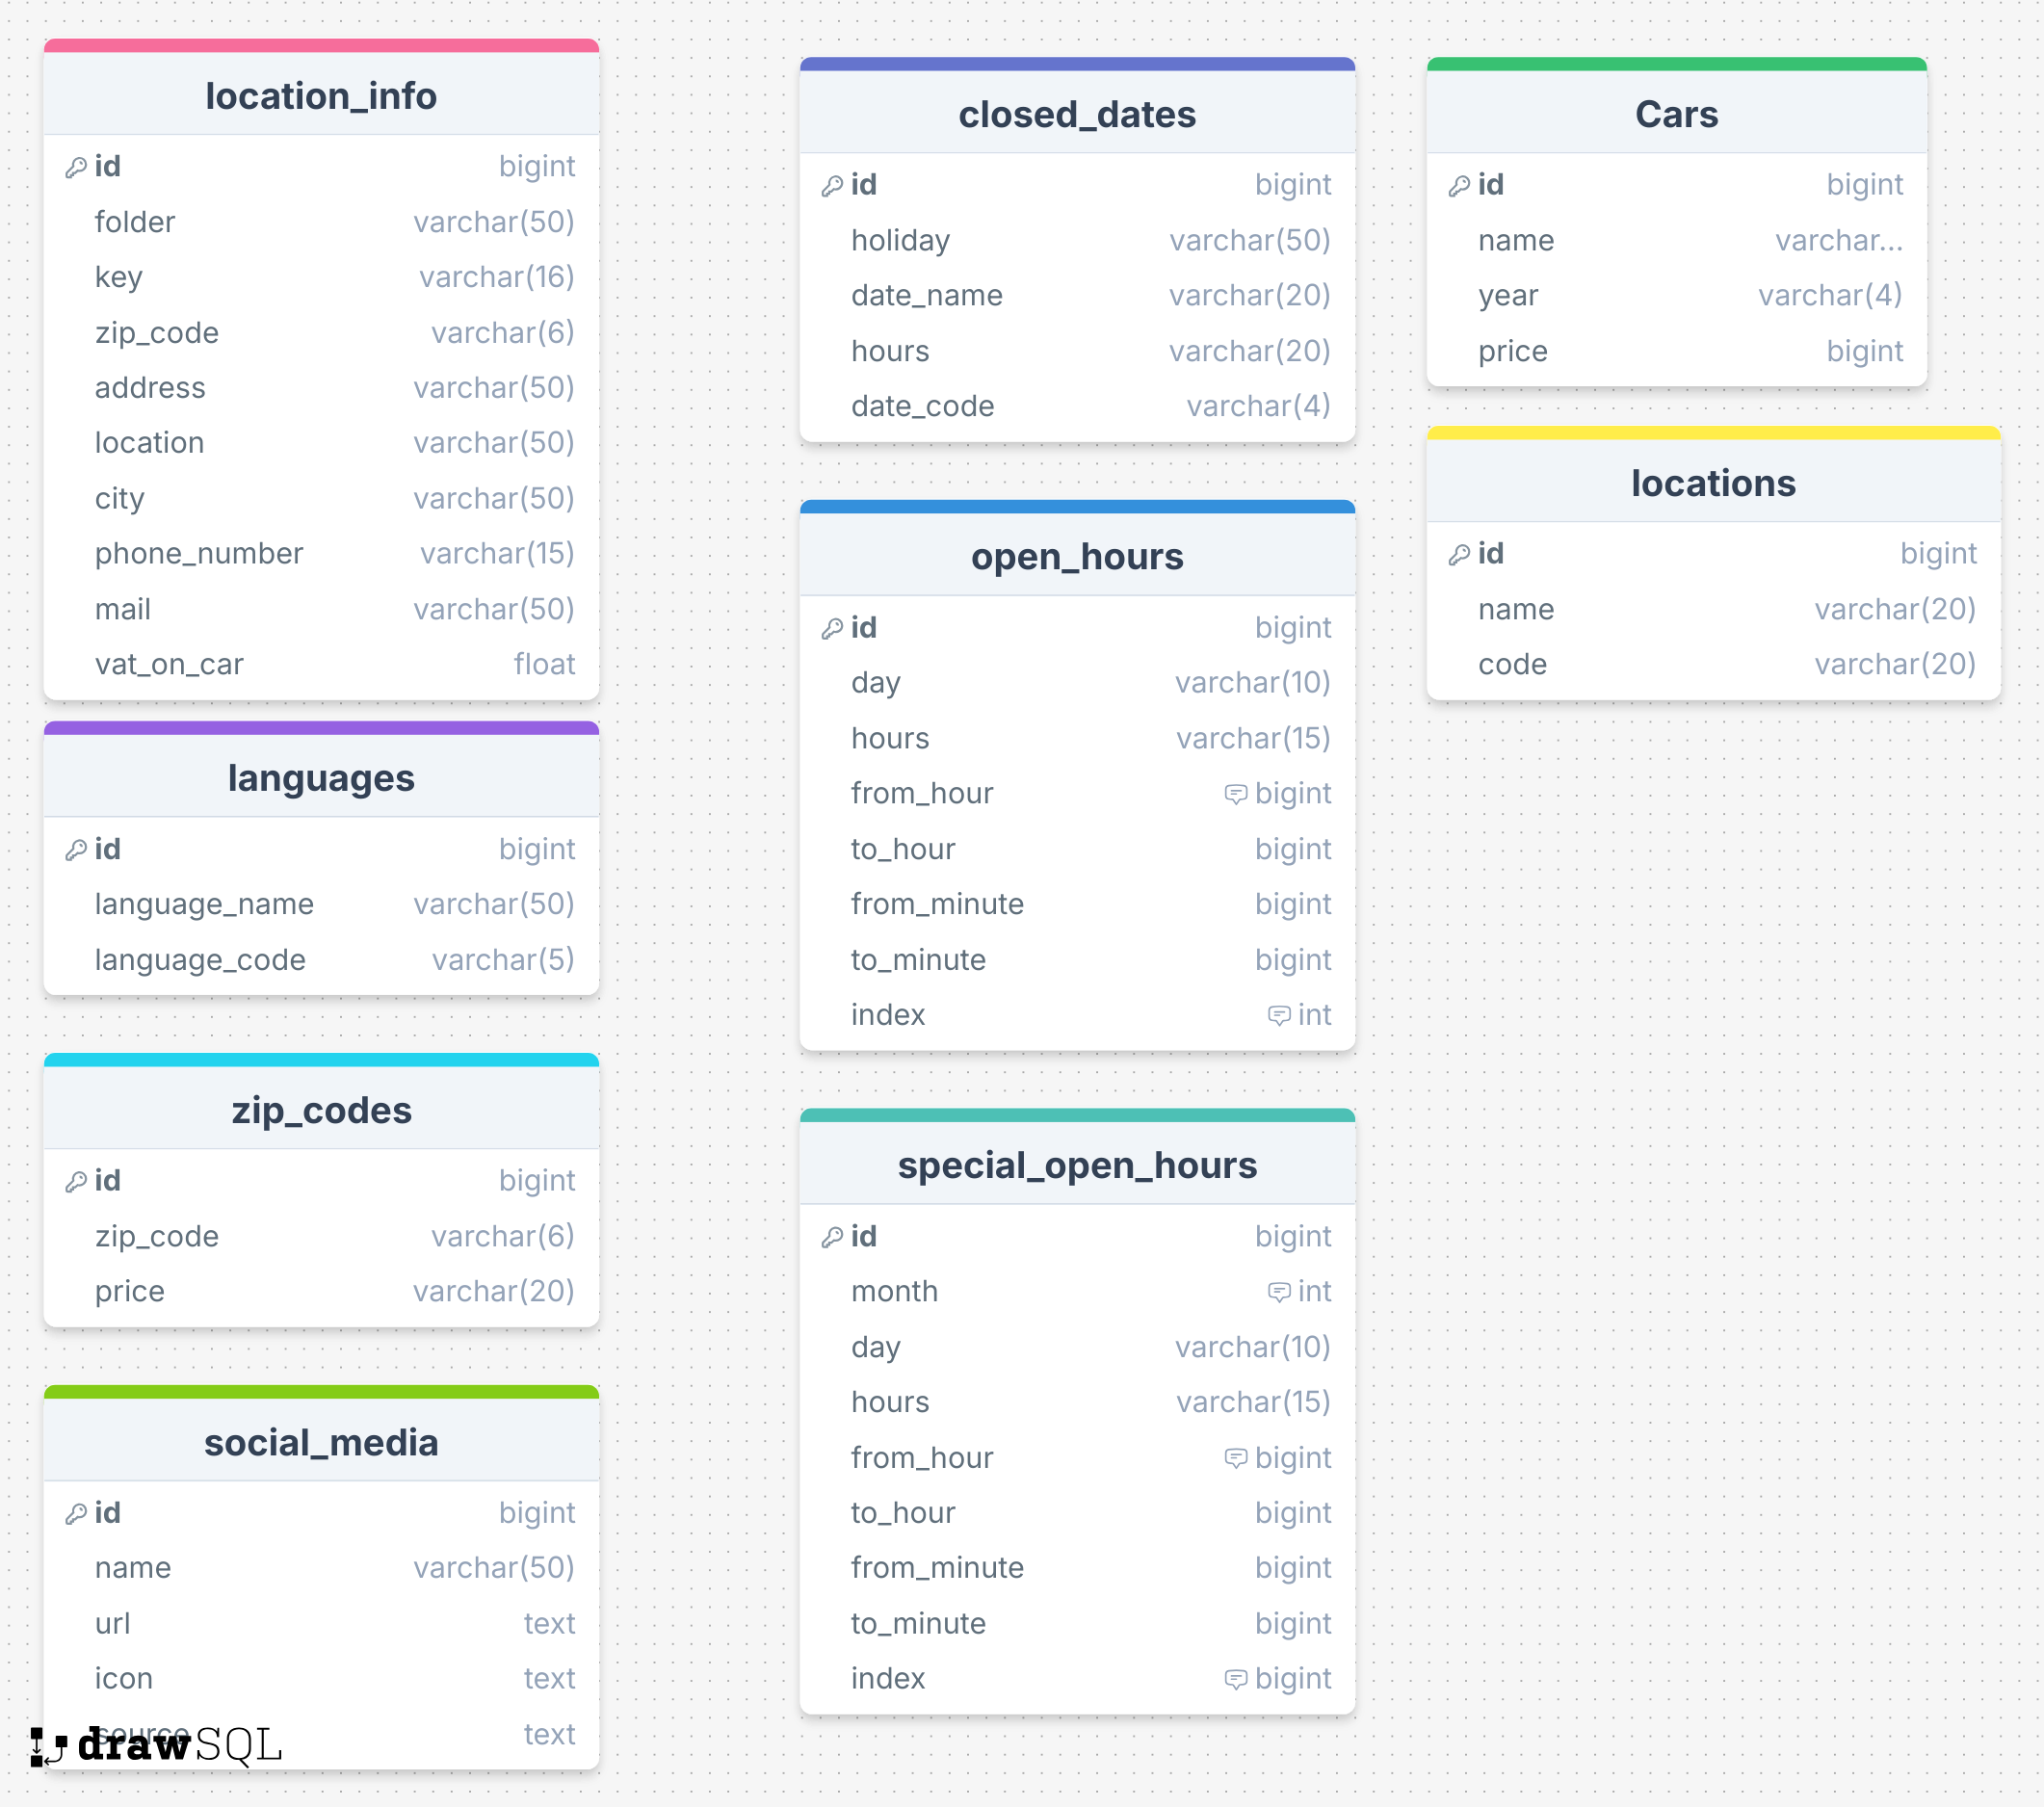 location_info
id bigint
folder varchar(50)
key varchar(16)
zip_code varchar(6)
address varchar(50)
location varchar(50)
city varchar(50)
phone_number varchar(15)
mail varchar(50)
vat_on_car float
languages
id bigint
language_name varchar(50)
language_code varchar(5)
zip_codes
id bigint
zip_code varchar(6)
price varchar(20)
social_media
id bigint
name varchar(50)
url text
icon text
source text
drawSQL
closed_dates
id bigint
holiday varchar(50)
date_name varchar(20)
hours varchar(20)
date_code varchar(4)
open_hours
id bigint
day varchar(10)
hours varchar(15)
from_hour bigint
to_hour bigint
from_minute bigint
to_minute bigint
index int
special_open_hours
id bigint
month int
day varchar(10)
hours varchar(15)
from_hour bigint
to_hour bigint
from_minute bigint
to_minute bigint
index bigint
Cars
id bigint
name varchar...
year varchar(4)
price bigint
locations
id bigint
name varchar(20)
code varchar(20)